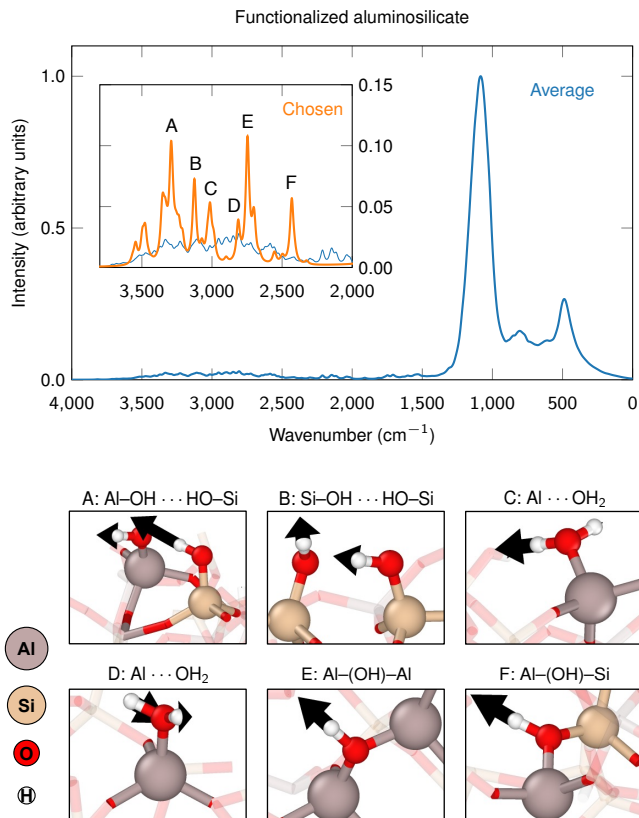 Functionalized aluminosilicate
Intensity (arbitrary units)
1.0
0.5
0.0
Average
Chosen
A
B
C
D
E
F
0.15
0.10
0.05
0.00
3,500
3,000
2,500
2,000
4,000
3,500
3,000
2,500
2,000
1,500
1,000
500
0
Wavenumber (cm⁻¹)
A: Al–OH ··· HO–Si
B: Si–OH ··· HO–Si
C: Al ··· OH₂
Al
Si
O
H
D: Al ··· OH₂
E: Al–(OH)–Al
F: Al–(OH)–Si